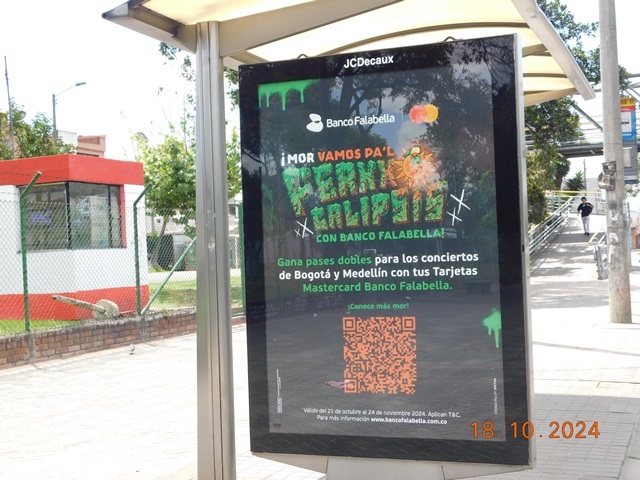 JCDecaux
Banco Falabella
¡MOR VAMOS PA'L
FERXXO
CALIPSIS
CON BANCO FALABELLA!
Gana pases dobles para los conciertos
de Bogotá y Medellín con tus Tarjetas
Mastercard Banco Falabella.
¡Conoce más mor!
Válido del 21 de octubre al 24 de noviembre 2024. Aplican T&C.
Para más información www.bancofalabella.com.co
18 10 2024